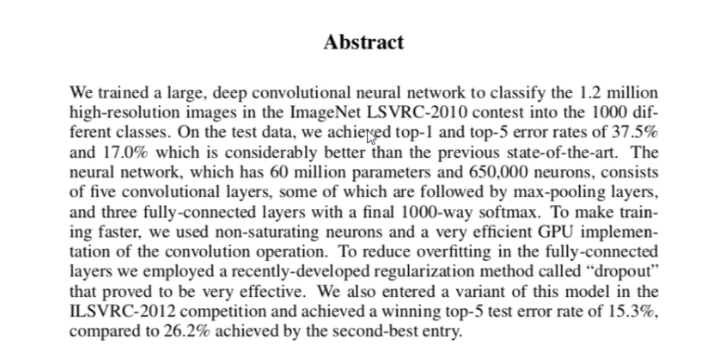 Abstract
We trained a large, deep convolutional neural network to classify the 1.2 million
high-resolution images in the ImageNet LSVRC-2010 contest into the 1000 dif-
ferent classes. On the test data, we achieved top-1 and top-5 error rates of 37.5%
and 17.0% which is considerably better than the previous state-of-the-art. The
neural network, which has 60 million parameters and 650,000 neurons, consists
of five convolutional layers, some of which are followed by max-pooling layers,
and three fully-connected layers with a final 1000-way softmax. To make train-
ing faster, we used non-saturating neurons and a very efficient GPU implemen-
tation of the convolution operation. To reduce overfitting in the fully-connected
layers we employed a recently-developed regularization method called “dropout”
that proved to be very effective. We also entered a variant of this model in the
ILSVRC-2012 competition and achieved a winning top-5 test error rate of 15.3%,
compared to 26.2% achieved by the second-best entry.